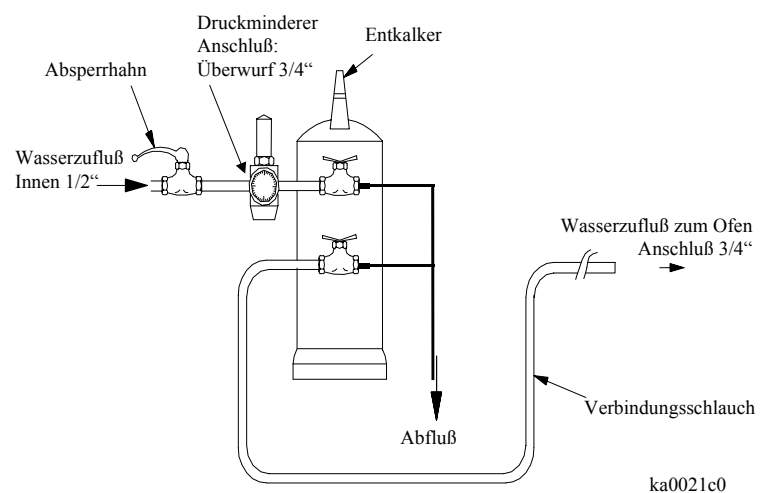 Druckminderer
Anschluß:
Überwurf 3/4“
Entkalker
Absperrhahn
Wasserzufluß
Innen 1/2“
Wasserzufluß zum Ofen
Anschluß 3/4“
Verbindungsschlauch
Abfluß
ka0021c0